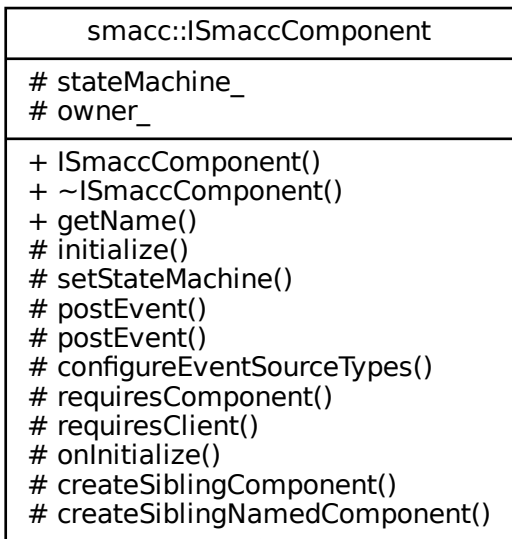 smacc::ISmaccComponent
# stateMachine_
# owner_
+ ISmaccComponent()
+ ~ISmaccComponent()
+ getName()
# initialize()
# setStateMachine()
# postEvent()
# postEvent()
# configureEventSourceTypes()
# requiresComponent()
# requiresClient()
# onInitialize()
# createSiblingComponent()
# createSiblingNamedComponent()